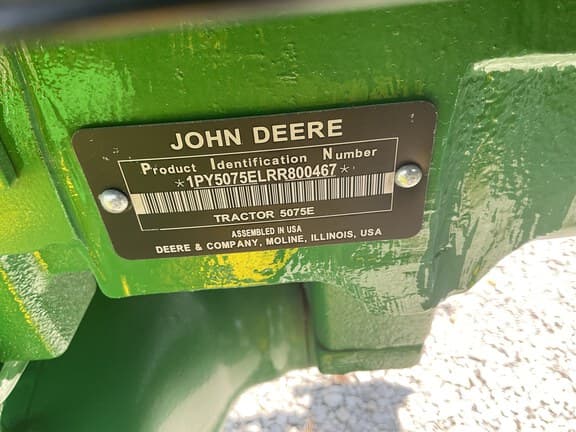 JOHN DEERE
Product Identification Number
*1PY5075ELRR800467*
TRACTOR 5075E
ASSEMBLED IN USA
DEERE & COMPANY, MOLINE, ILLINOIS, USA